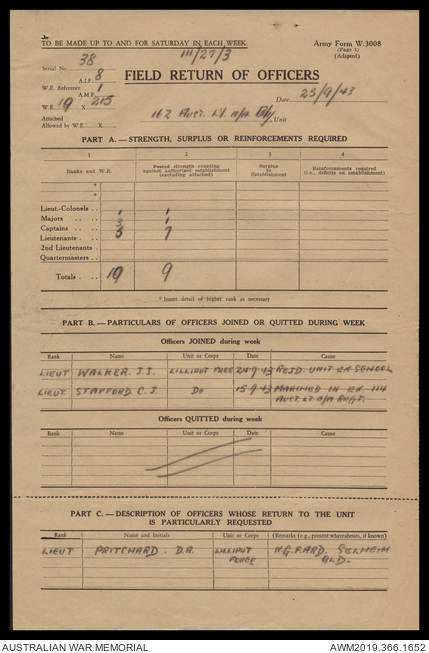 TO BE MADE UP TO AND FOR SATURDAY IN EACH WEEK.
111/27/3
Army Form W.3008
(Page 1)
(Adapted)
Serial No. 38
A.I.F. 8
FIELD RETURN OF OFFICERS
W.E. Reference 1
A.M.F.
W.E. 19 X 215
Date 25/9/43
Attached
Allowed by W.E. X
162 Aust. Lt. A/A Bty Unit
PART A.—STRENGTH, SURPLUS OR REINFORCEMENTS REQUIRED
1 2 3 4
Ranks and W.E.
Posted strength counting against authorized establishment (excluding attached)
Surplus to Establishment
Reinforcements required (i.e., deficits on establishment)
*
*
Lieut.-Colonels . .
Majors . . . . 1 1
Captains . . . . 3 1
Lieutenants . . 7
2nd Lieutenants .
Quartermasters . .
Totals . . 9
* Insert detail of higher rank as necessary
PART B.—PARTICULARS OF OFFICERS JOINED OR QUITTED DURING WEEK
Officers JOINED during week
Rank Name Unit or Corps Date Cause
LIEUT WALKER. J.J. LILLIPUT FORCE 24.9.43 REJD. UNIT EX SCHOOL
LIEUT. STAFFORD C.J. Do 15.9.43 MARCHED IN EX 114
AUST. LT A/A REGT.
Officers QUITTED during week
Rank Name Unit or Corps Date Cause
PART C.—DESCRIPTION OF OFFICERS WHOSE RETURN TO THE UNIT
IS PARTICULARLY REQUESTED
Rank Name and Initials Unit or Corps (Remarks (e.g., present whereabouts, if known)
LIEUT PRITCHARD. D.R. LILLIPUT FORCE SELHEIM
QLD.
AUSTRALIAN WAR MEMORIAL AWM2019.366.1652